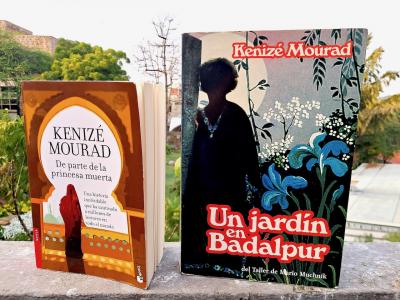 KENIZÉ
MOURAD
De parte de la
princesa muerta
Una historia
inolvidable
que ha cautivado
a millones de
lectores en
todo el mundo
booket
Kenizé Mourad
Un jardín
en
Badalpur
del Taller de Mario Muchnik